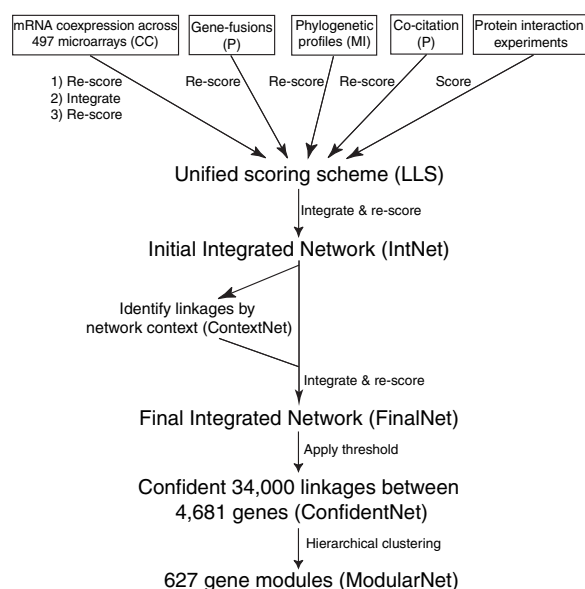 mRNA coexpression across
497 microarrays (CC)
Gene-fusions
(P)
Phylogenetic
profiles (MI)
Co-citation
(P)
Protein interaction
experiments
1) Re-score
2) Integrate
3) Re-score
Re-score
Re-score
Re-score
Score
Unified scoring scheme (LLS)
Integrate & re-score
Initial Integrated Network (IntNet)
Identify linkages by
network context (ContextNet)
Integrate & re-score
Final Integrated Network (FinalNet)
Apply threshold
Confident 34,000 linkages between
4,681 genes (ConfidentNet)
Hierarchical clustering
627 gene modules (ModularNet)